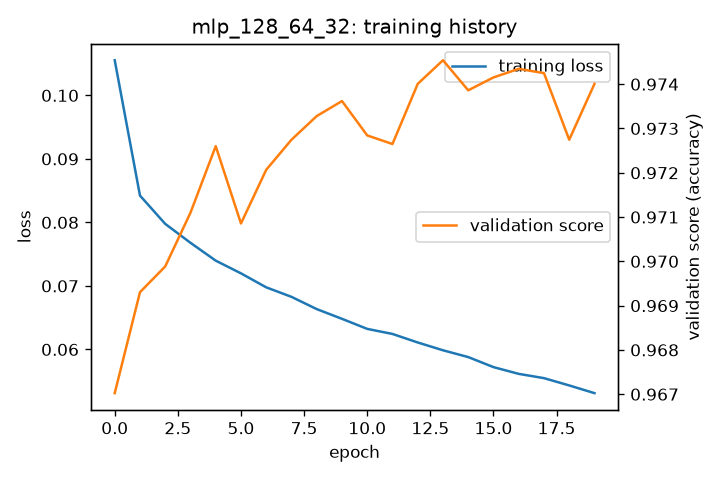 mlp_128_64_32: training history
training loss
validation score
loss
0.10
0.09
0.08
0.07
0.06
0.974
0.973
0.972
0.971
0.970
0.969
0.968
0.967
validation score (accuracy)
0.0 2.5 5.0 7.5 10.0 12.5 15.0 17.5
epoch